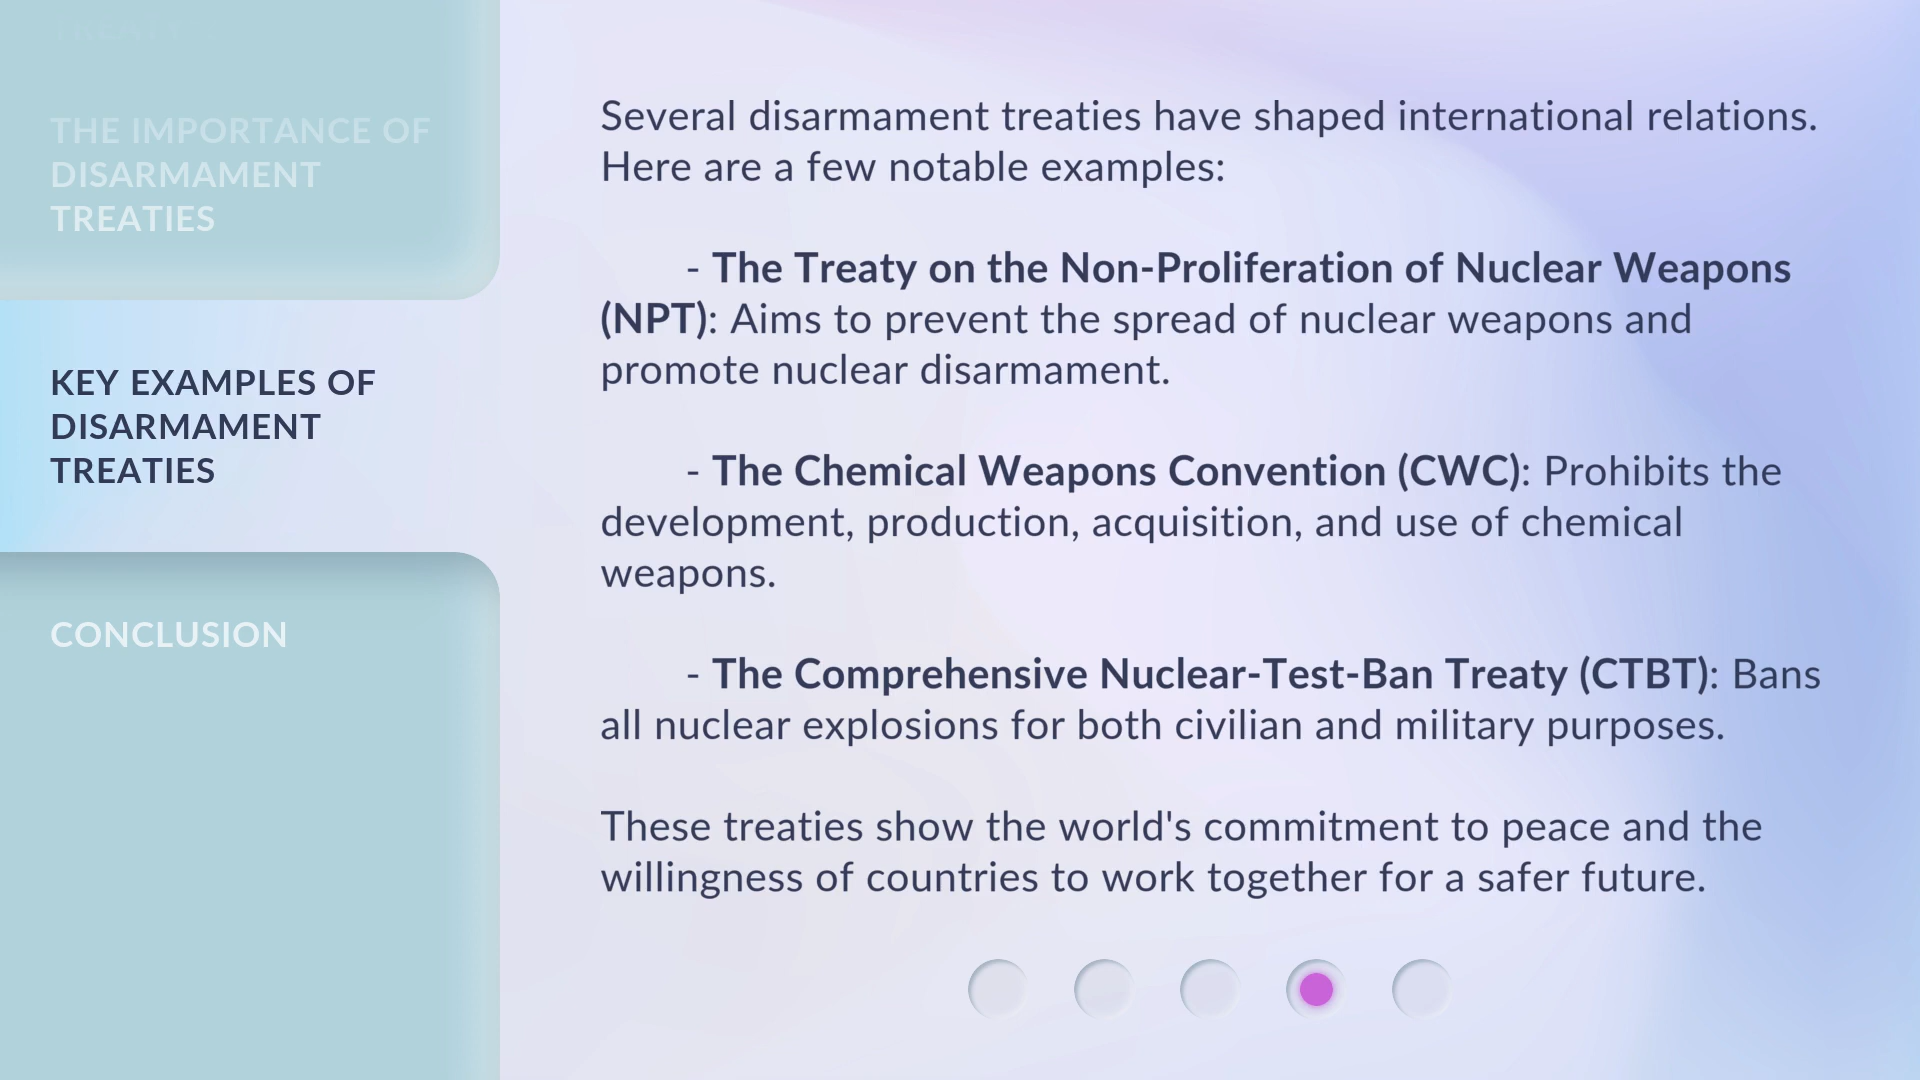 THE IMPORTANCE OF
DISARMAMENT
TREATIES
KEY EXAMPLES OF
DISARMAMENT
TREATIES
CONCLUSION
Several disarmament treaties have shaped international relations.
Here are a few notable examples:
- The Treaty on the Non-Proliferation of Nuclear Weapons
(NPT): Aims to prevent the spread of nuclear weapons and
promote nuclear disarmament.
- The Chemical Weapons Convention (CWC): Prohibits the
development, production, acquisition, and use of chemical
weapons.
- The Comprehensive Nuclear-Test-Ban Treaty (CTBT): Bans
all nuclear explosions for both civilian and military purposes.
These treaties show the world's commitment to peace and the
willingness of countries to work together for a safer future.